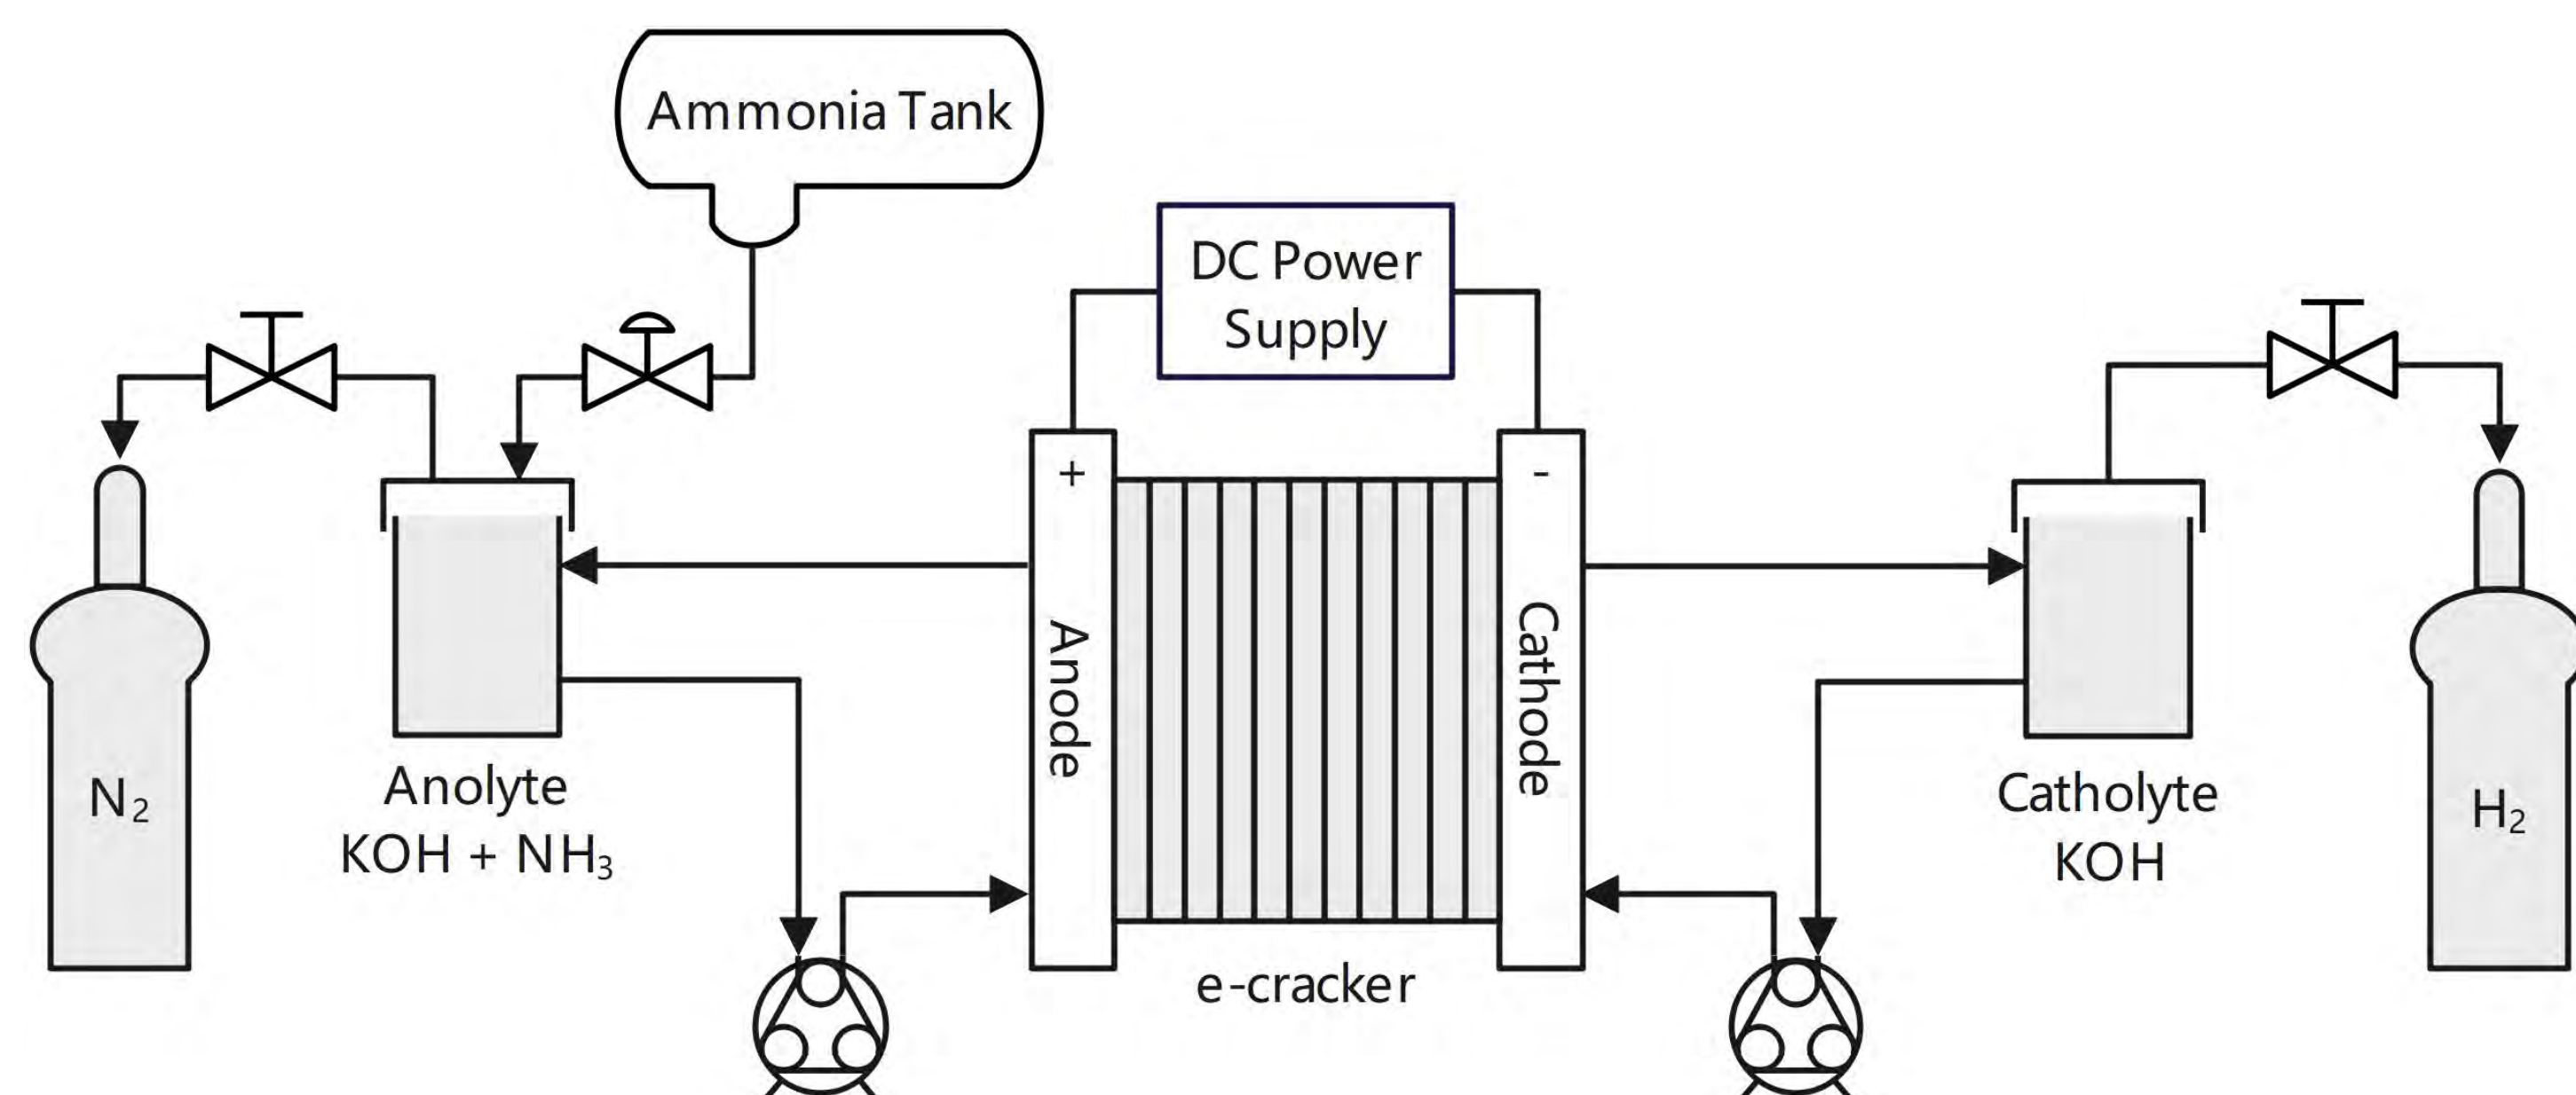 Ammonia Tank
DC Power
Supply
+
-
Anode
Cathode
N₂
Anolyte
KOH + NH₃
Catholyte
KOH
H₂
e-cracker